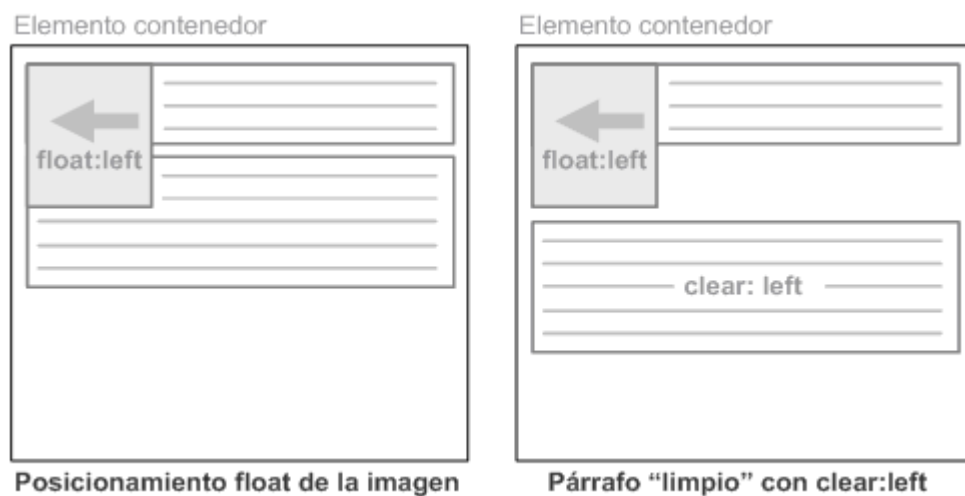 Elemento contenedor
float:left
Posicionamiento float de la imagen
Elemento contenedor
float:left
clear: left
Párrafo “limpio” con clear:left